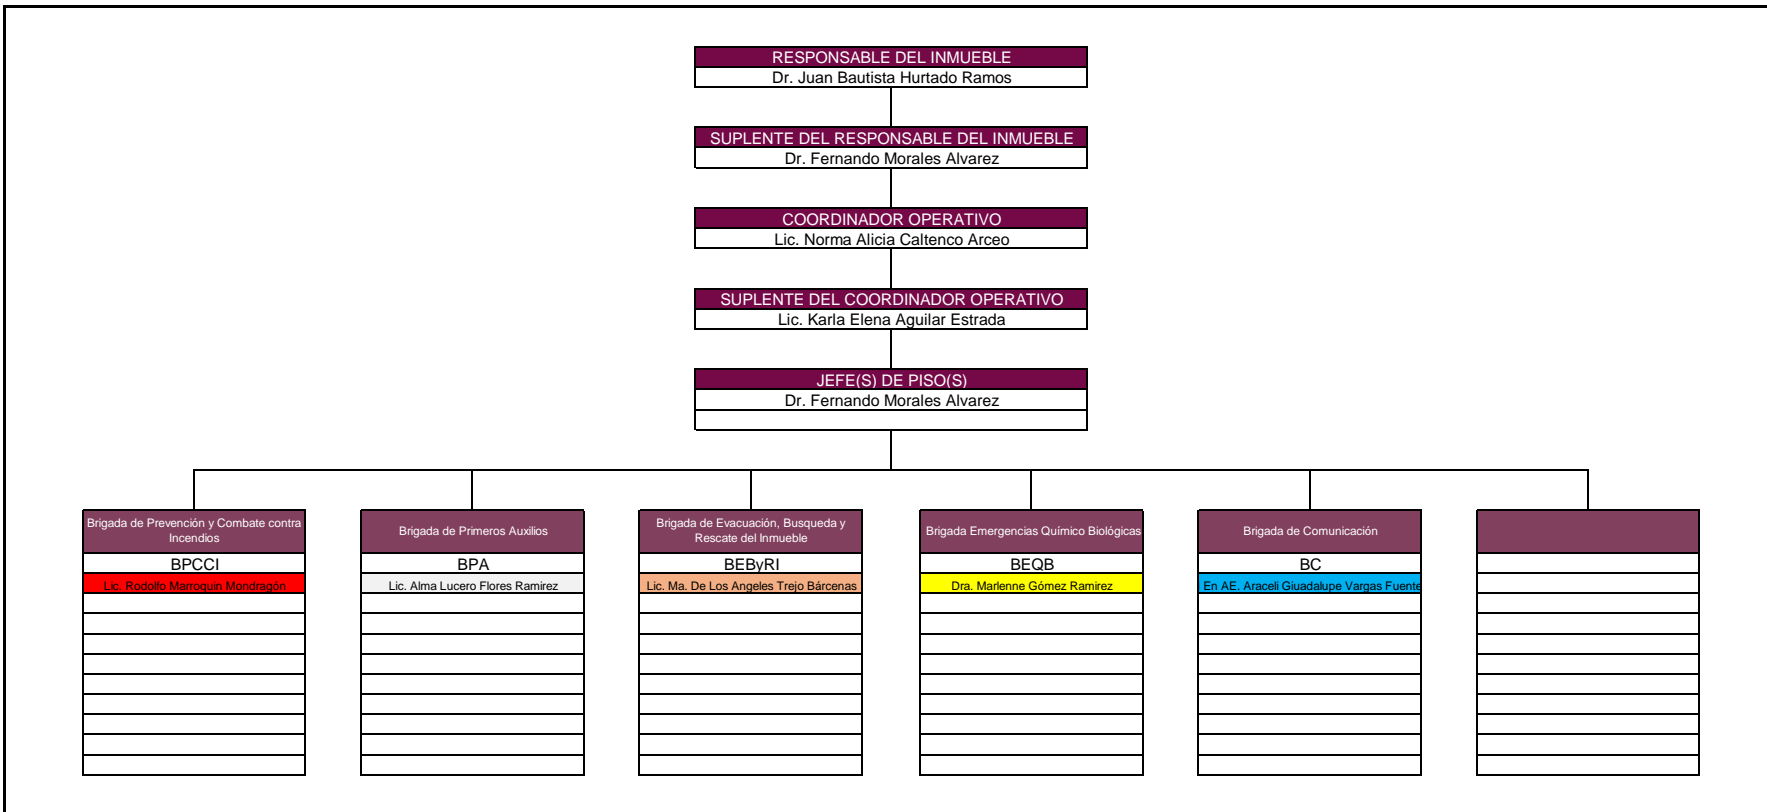 RESPONSABLE DEL INMUEBLE
Dr. Juan Bautista Hurtado Ramos
SUPLENTE DEL RESPONSABLE DEL INMUEBLE
Dr. Fernando Morales Alvarez
COORDINADOR OPERATIVO
Lic. Norma Alicia Caltenco Arceo
SUPLENTE DEL COORDINADOR OPERATIVO
Lic. Karla Elena Aguilar Estrada
JEFE(S) DE PISO(S)
Dr. Fernando Morales Alvarez
Brigada de Prevención y Combate contra
Incendios
BPCCI
Lic. Rodolfo Marroquin Mondragón
Brigada de Primeros Auxilios
BPA
Lic. Alma Lucero Flores Ramirez
Brigada de Evacuación, Busqueda y
Rescate del Inmueble
BEByRI
Lic. Ma. De Los Angeles Trejo Bárcenas
Brigada Emergencias Químico Biológicas
BEQB
Dra. Marlenne Gómez Ramirez
Brigada de Comunicación
BC
En AE. Araceli Giuadalupe Vargas Fuente